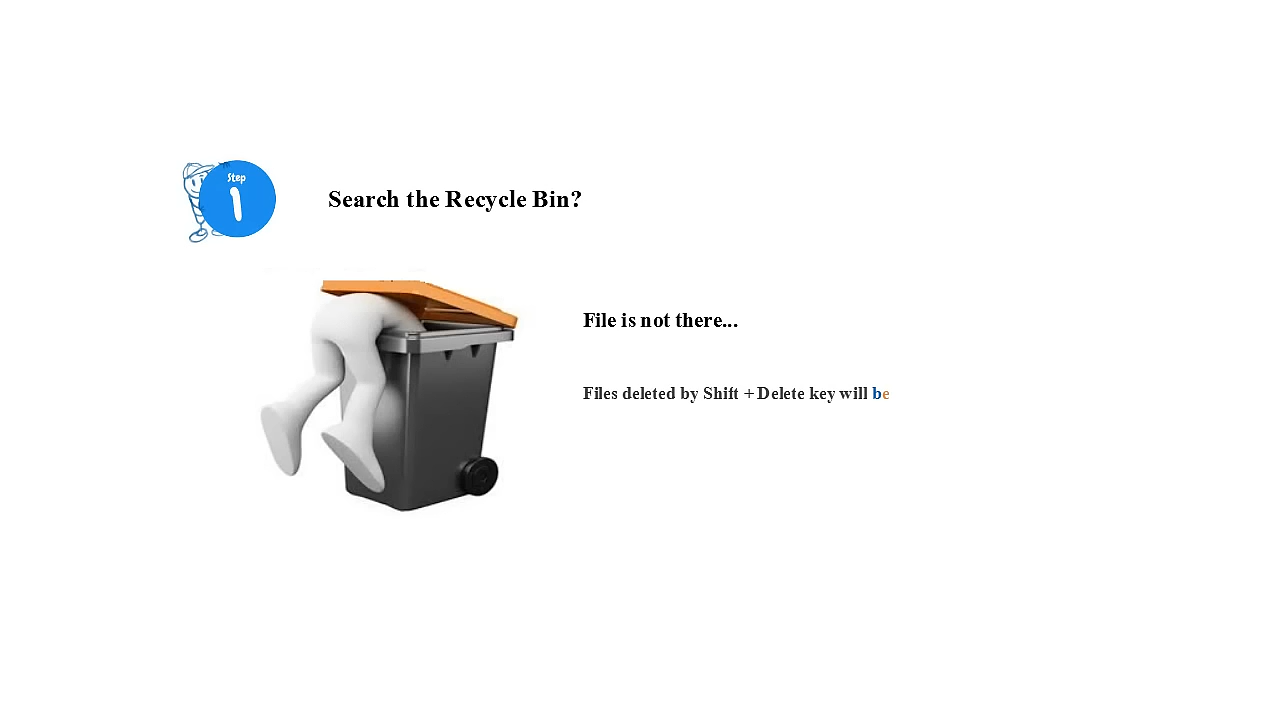 Step
1
Search the Recycle Bin?
File is not there...
Files deleted by Shift + Delete key will be